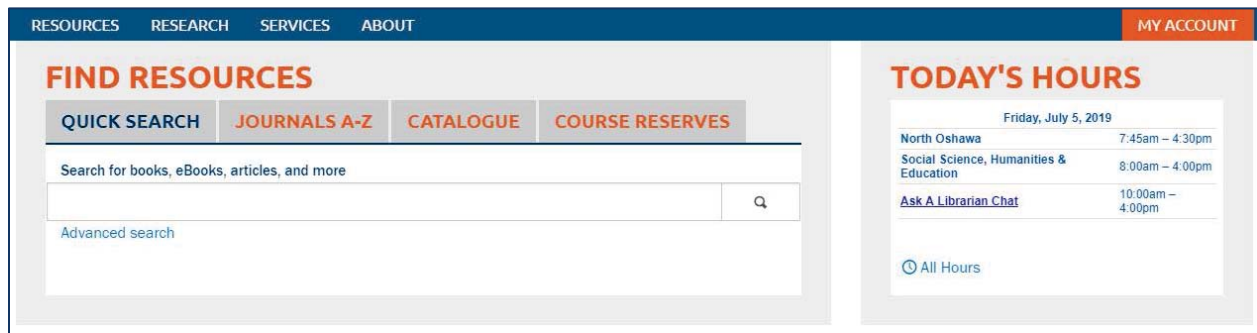 RESOURCES RESEARCH SERVICES ABOUT MY ACCOUNT
FIND RESOURCES
QUICK SEARCH JOURNALS A-Z CATALOGUE COURSE RESERVES
Search for books, eBooks, articles, and more
Advanced search
TODAY'S HOURS
Friday, July 5, 2019
North Oshawa 7:45am – 4:30pm
Social Science, Humanities &
Education 8:00am – 4:00pm
Ask A Librarian Chat 10:00am –
4:00pm
All Hours